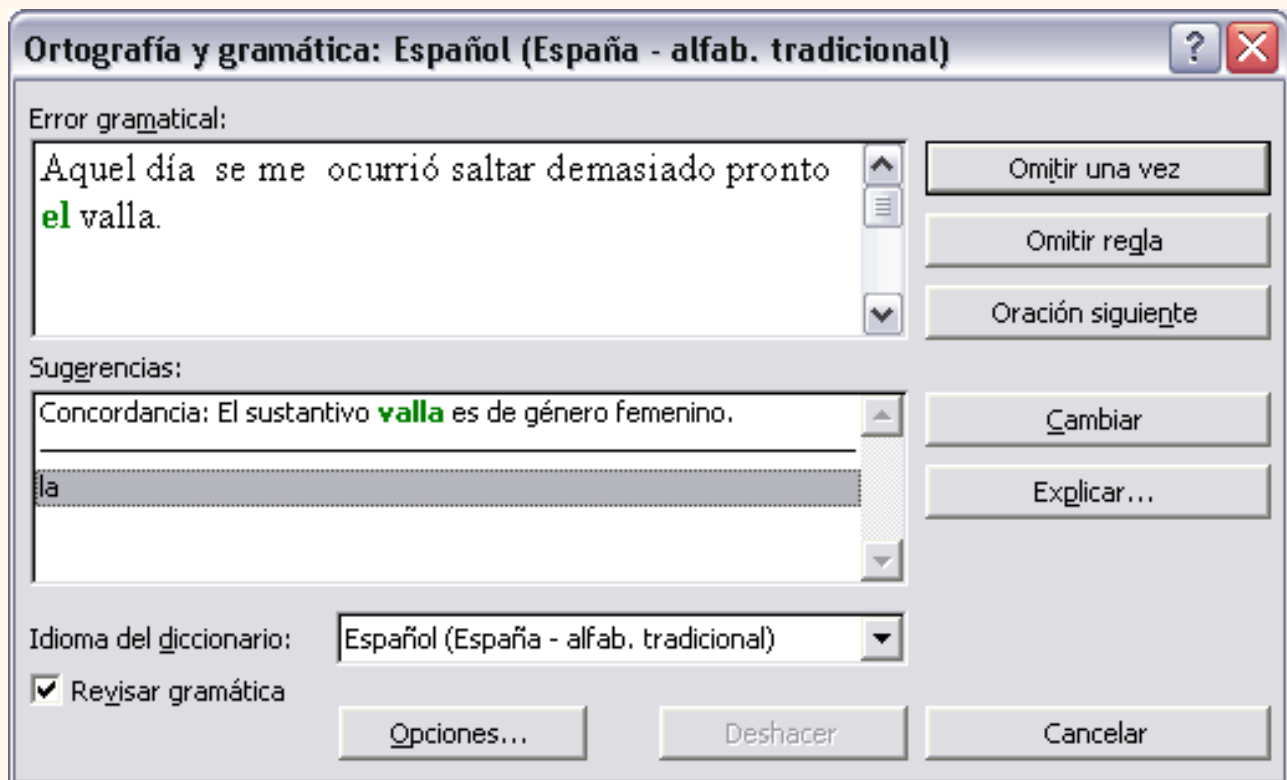 Ortografía y gramática: Español (España - alfab. tradicional)
Error gramatical:
Aquel día  se me  ocurrió saltar demasiado pronto
el valla.
Omitir una vez
Omitir regla
Oración siguiente
Sugerencias:
Concordancia: El sustantivo valla es de género femenino.
la
Cambiar
Explicar...
Idioma del diccionario:
Español (España - alfab. tradicional)
Revisar gramática
Opciones...
Deshacer
Cancelar